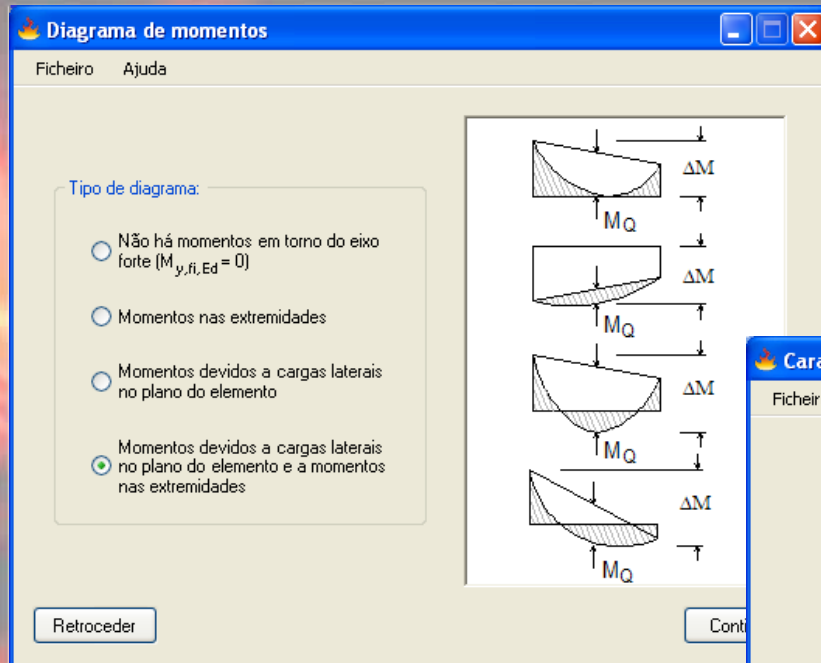 Diagrama de momentos
Ficheiro Ajuda
Tipo de diagrama:
Não há momentos em torno do eixo
forte (My,fi,Ed = 0)
Momentos nas extremidades
Momentos devidos a cargas laterais
no plano do elemento
Momentos devidos a cargas laterais
no plano do elemento e a momentos
nas extremidades
ΔM
MQ
ΔM
MQ
ΔM
MQ
ΔM
MQ
Retroceder
Conti
Cara
Ficheir